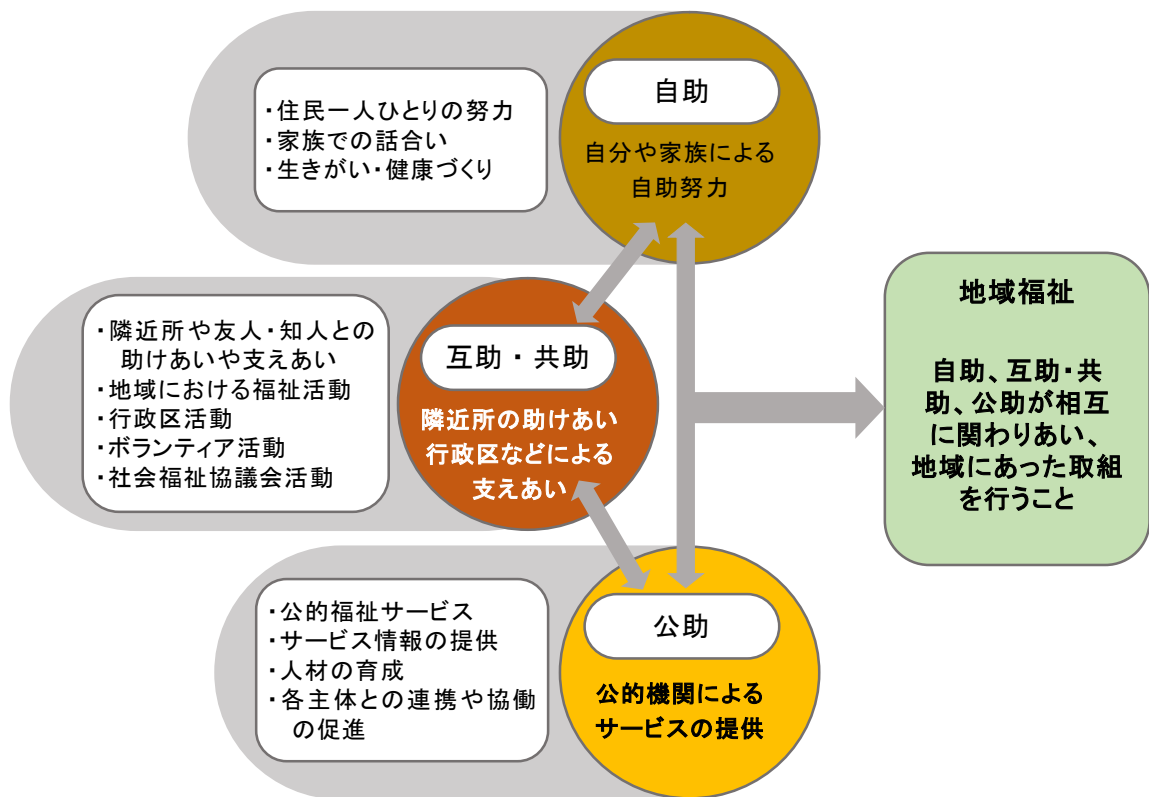 自助
自分や家族による
自助努力
・住民一人ひとりの努力
・家族での話合い
・生きがい・健康づくり
互助・共助
隣近所の助けあい
行政区などによる
支えあい
・隣近所や友人・知人との
助けあいや支えあい
・地域における福祉活動
・行政区活動
・ボランティア活動
・社会福祉協議会活動
公助
公的機関による
サービスの提供
・公的福祉サービス
・サービス情報の提供
・人材の育成
・各主体との連携や協働
の促進
地域福祉
自助、互助・共
助、公助が相互
に関わりあい、
地域にあった取組
を行うこと